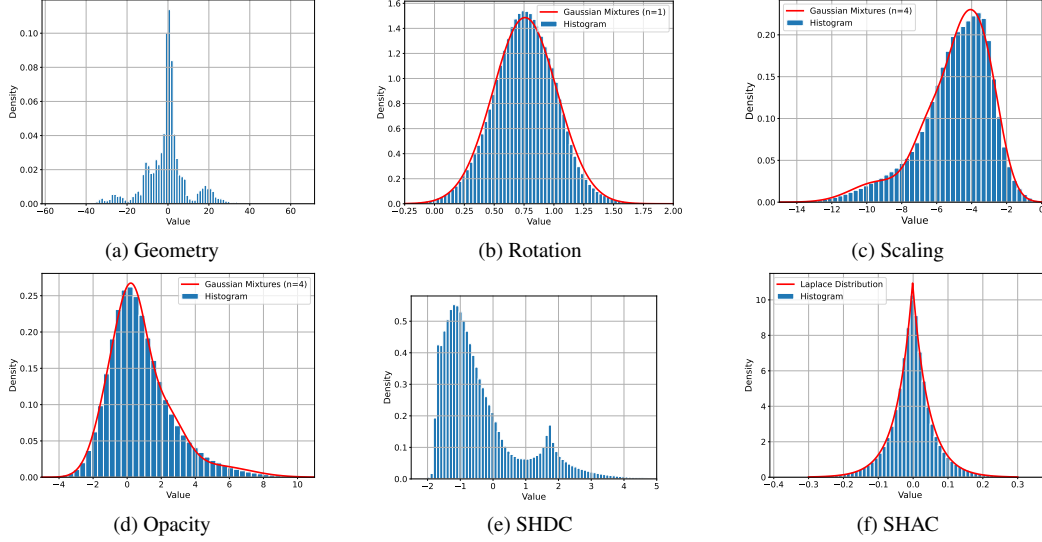 0.10
0.08
0.06
0.04
0.02
0.00
Density
−60 −40 −20 0 20 40 60
Value
(a) Geometry
1.6
1.4
1.2
1.0
0.8
0.6
0.4
0.2
0.0
Density
−0.25 0.00 0.25 0.50 0.75 1.00 1.25 1.50 1.75 2.00
Value
Gaussian Mixtures (n=1)
Histogram
(b) Rotation
0.20
0.15
0.10
0.05
0.00
Density
−14 −12 −10 −8 −6 −4 −2 0
Value
Gaussian Mixtures (n=4)
Histogram
(c) Scaling
0.25
0.20
0.15
0.10
0.05
0.00
Density
−4 −2 0 2 4 6 8 10
Value
Gaussian Mixtures (n=4)
Histogram
(d) Opacity
0.5
0.4
0.3
0.2
0.1
0.0
Density
−2 −1 0 1 2 3 4 5
Value
(e) SHDC
10
8
6
4
2
0
Density
−0.4 −0.3 −0.2 −0.1 0.0 0.1 0.2 0.3 0.4
Value
Laplace Distribution
Histogram
(f) SHAC